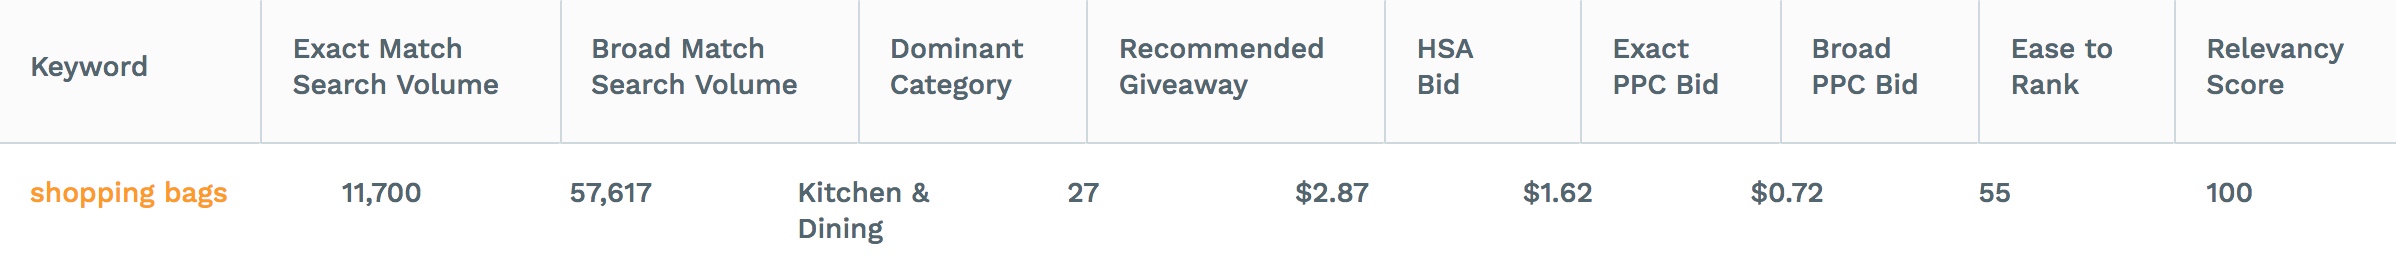 Keyword
Exact Match
Search Volume
Broad Match
Search Volume
Dominant
Category
Recommended
Giveaway
HSA
Bid
Exact
PPC Bid
Broad
PPC Bid
Ease to
Rank
Relevancy
Score
shopping bags
11,700
57,617
Kitchen &
Dining
27
$2.87
$1.62
$0.72
55
100